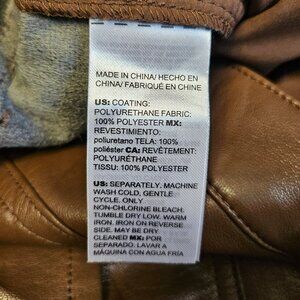 MADE IN CHINA/ HECHO EN
CHINA/ FABRIQUÉ EN CHINE
US: COATING:
POLYURETHANE FABRIC:
100% POLYESTER MX:
REVESTIMIENTO:
poliuretano TELA: 100%
poliéster CA: REVÊTEMENT:
POLYURÉTHANE
TISSU: 100% POLYESTER
US: SEPARATELY. MACHINE
WASH COLD, GENTLE
CYCLE. ONLY
NON-CHLORINE BLEACH.
TUMBLE DRY LOW. WARM
IRON. IRON ON REVERSE
SIDE. MAY BE DRY
CLEANED MX: POR
SEPARADO. LAVAR A
MÁQUINA CON AGUA FRÍA